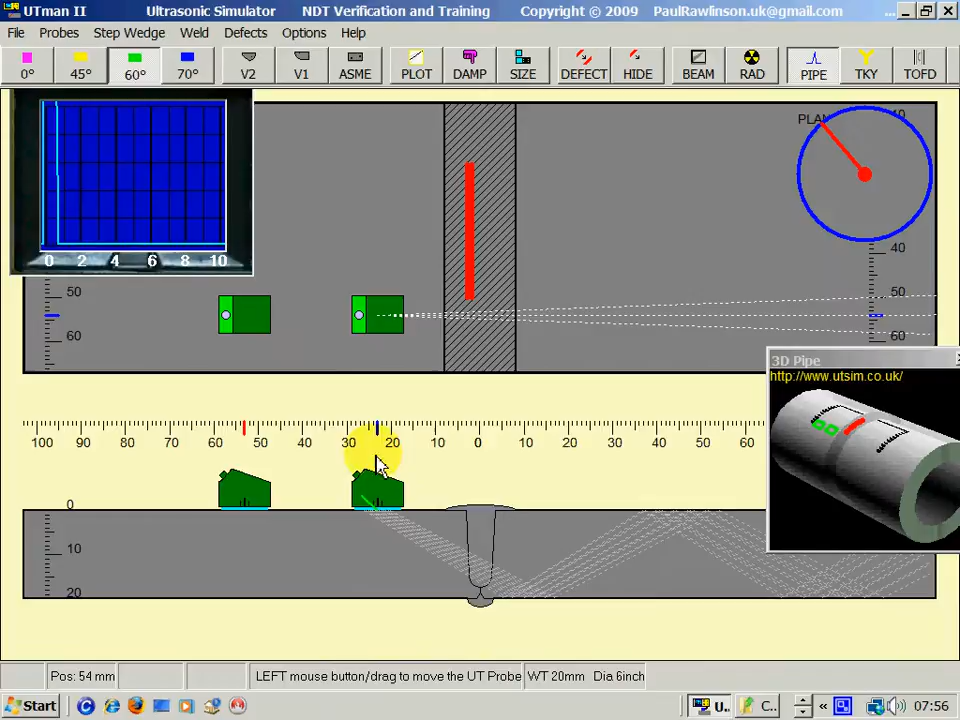 UTman II Ultrasonic Simulator NDT Verification and Training Copyright © 2009 PaulRawlinson.uk@gmail.com ...
File Probes Step Wedge Weld Defects Options Help
0° 45° 60° 70° V2 V1 ASME PLOT DAMP SIZE DEFECT HIDE BEAM RAD PIPE TKY TOFD
PLAN 40
0 2 4 6 8 10
40
50 50
60 60
3D Pipe
http://www.utsim.co.uk/
100 90 80 70 60 50 40 30 20 10 0 10 20 30 40 50 60
0
10
20
Pos: 54 mm LEFT mouse button/drag to move the UT Probe WT 20mm Dia 6inch
Start U.. C... « 07:56